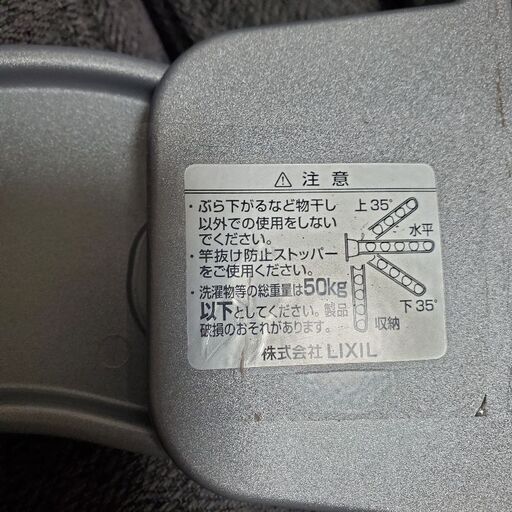 ⚠ 注意
・ぶら下がるなど物干し
以外での使用をしない
でください。
・竿抜け防止ストッパー
をご使用ください。
・洗濯物等の総重量は50kg
以下としてください。製品
破損のおそれがあります。
上35°
水平
下35°
収納
株式会社 LIXIL